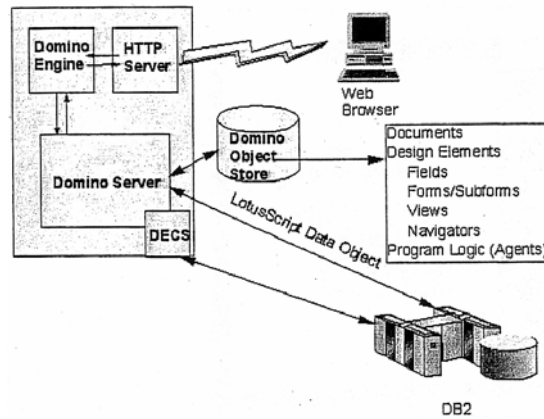 Domino
Engine
HTTP
Server
Web
Browser
Domino
Object
Store
Domino Server
DECS
LotusScript Data Object
Documents
Design Elements
Fields
Forms/Subforms
Views
Navigators
Program Logic (Agents)
DB2